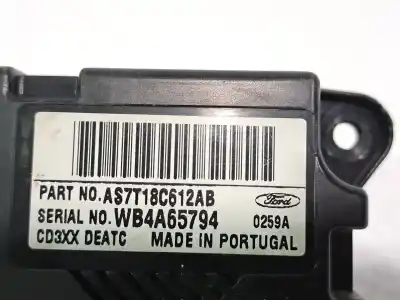 PART NO.AS7T18C612AB
Ford
SERIAL NO.WB4A65794
0259A
CD3XX DEATC MADE IN PORTUGAL